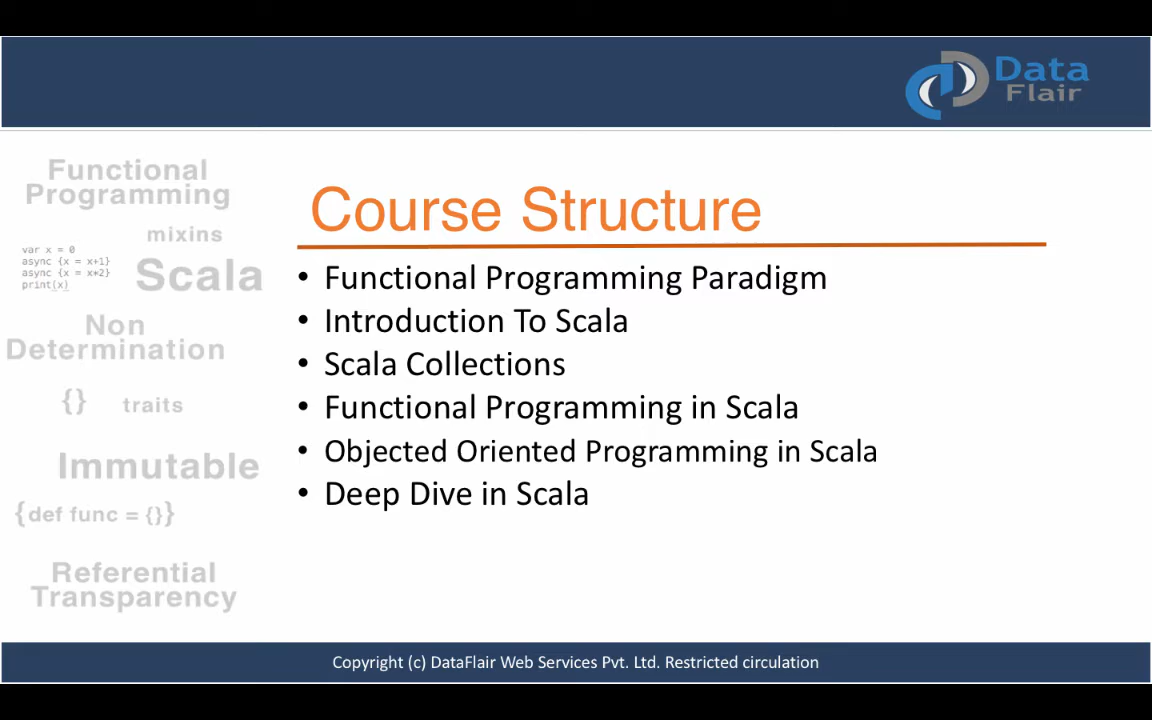 Data
Flair
Functional
Programming
mixins
var x = 0
async {x = x+1}
async {x = x*2}
print(x)
Scala
Non
Determination
{} traits
Immutable
{def func = {}}
Referential
Transparency
Course Structure
• Functional Programming Paradigm
• Introduction To Scala
• Scala Collections
• Functional Programming in Scala
• Objected Oriented Programming in Scala
• Deep Dive in Scala
Copyright (c) DataFlair Web Services Pvt. Ltd. Restricted circulation